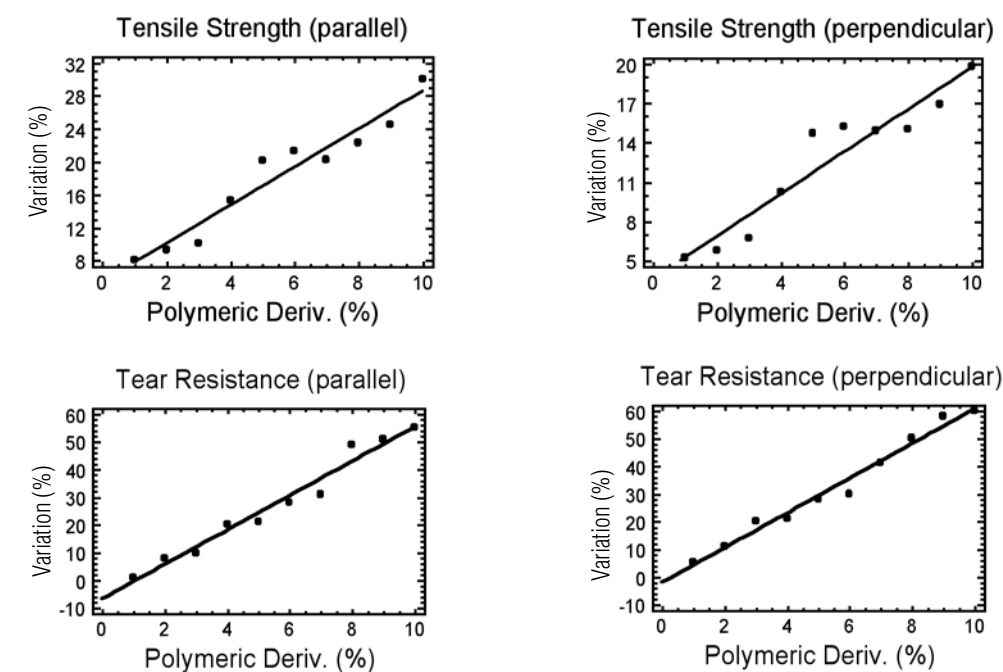 Tensile Strength (parallel)
Variation (%)
32
28
24
20
16
12
8
0 2 4 6 8 10
Polymeric Deriv. (%)
Tensile Strength (perpendicular)
Variation (%)
20
17
14
11
8
5
0 2 4 6 8 10
Polymeric Deriv. (%)
Tear Resistance (parallel)
Variation (%)
60
50
40
30
20
10
0
-10
0 2 4 6 8 10
Polymeric Deriv. (%)
Tear Resistance (perpendicular)
Variation (%)
60
50
40
30
20
10
0
-10
0 2 4 6 8 10
Polymeric Deriv. (%)